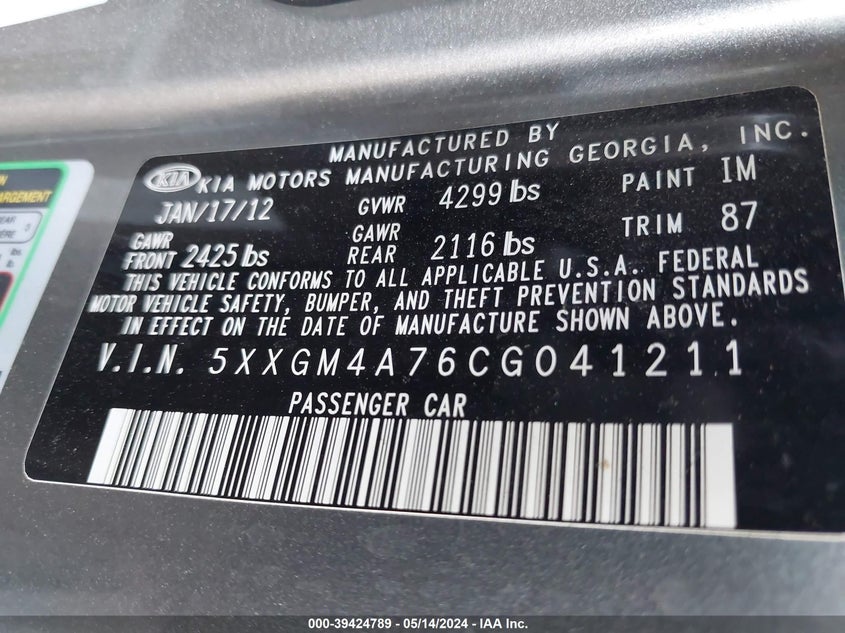 MANUFACTURED BY
KIA KIA MOTORS MANUFACTURING GEORGIA, INC.
JAN/17/12 GVWR 4299 lbs PAINT IM
GAWR FRONT 2425 lbs GAWR REAR 2116 lbs TRIM 87
THIS VEHICLE CONFORMS TO ALL APPLICABLE U.S.A. FEDERAL
MOTOR VEHICLE SAFETY, BUMPER, AND THEFT PREVENTION STANDARDS
IN EFFECT ON THE DATE OF MANUFACTURE SHOWN ABOVE.
V.I.N. 5XXGM4A76CG041211
PASSENGER CAR
000-39424789 - 05/14/2024 - IAA Inc.